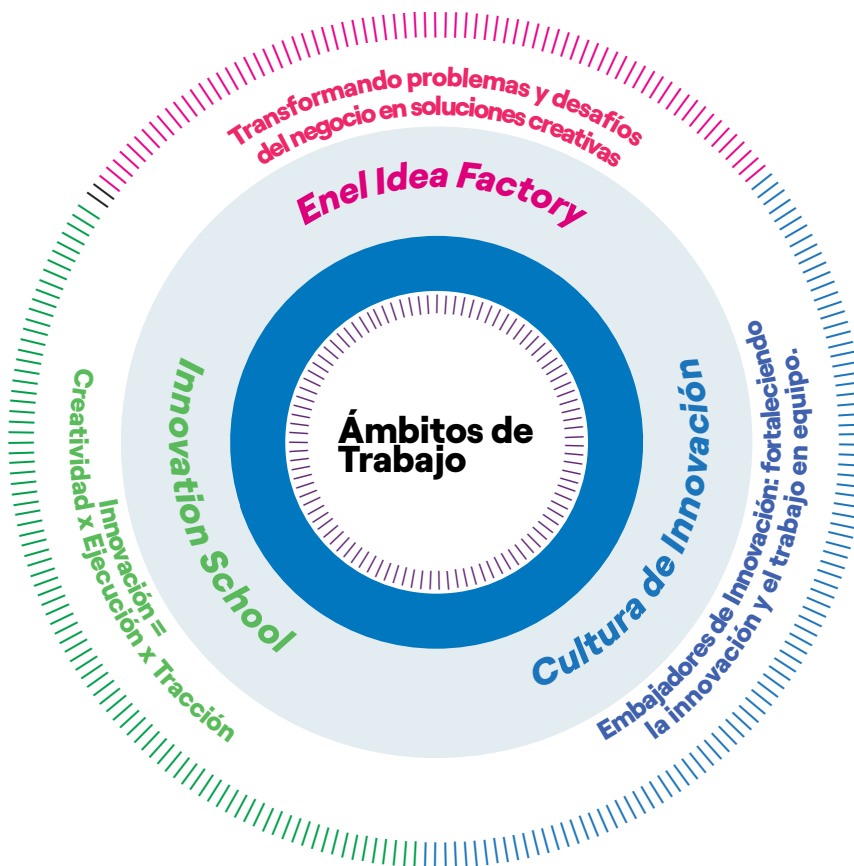 Transformando problemas y desafíos
del negocio en soluciones creativas
Enel Idea Factory
Ámbitos de
Trabajo
Cultura de Innovación
Embajadores de Innovación: fortaleciendo
la innovación y el trabajo en equipo.
Innovation School
Innovación =
Creatividad x Ejecución x Tracción